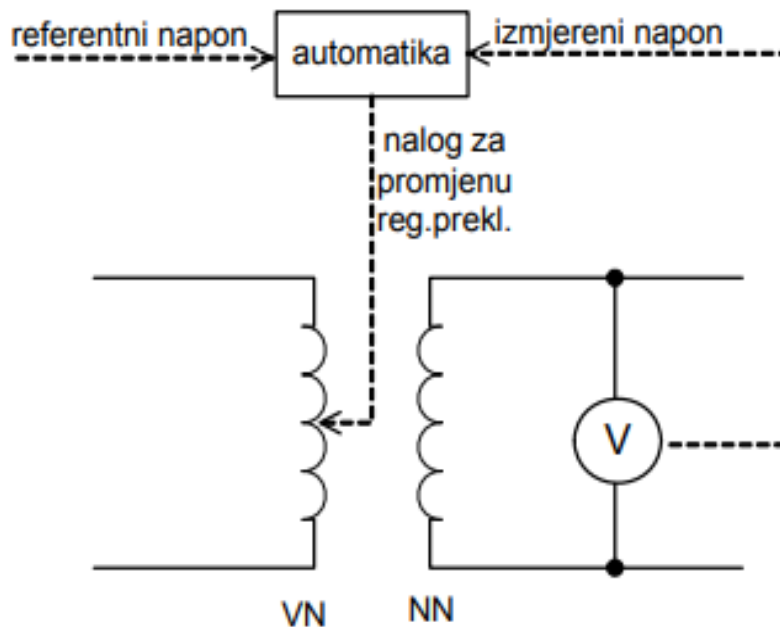 referentni napon
automatika
izmjereni napon
nalog za
promjenu
reg.prekl.
V
VN
NN